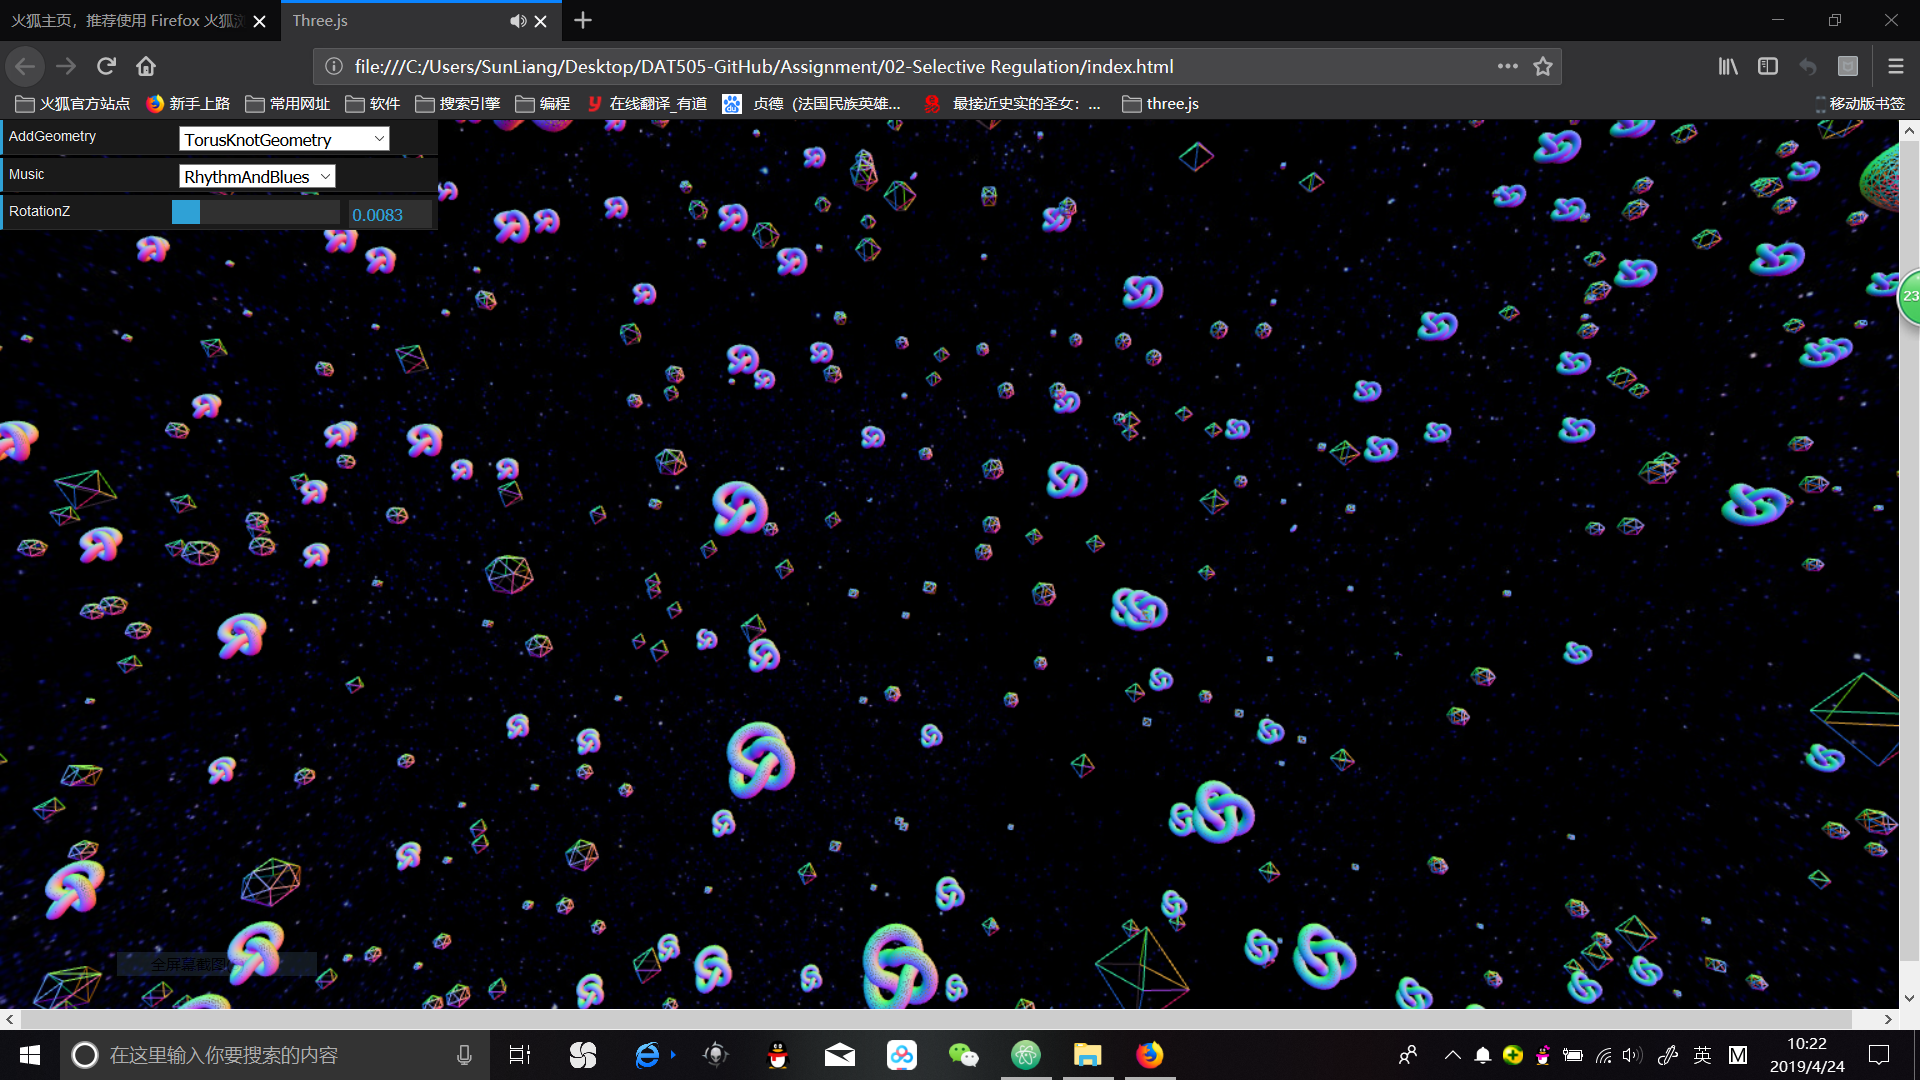 火狐主页，推荐使用 Firefox 火狐
Three.js
file:///C:/Users/SunLiang/Desktop/DAT505-GitHub/Assignment/02-Selective Regulation/index.html
火狐官方站点 新手上路 常用网址 软件 搜索引擎 编程 在线翻译_有道 贞德（法国民族英雄... 最接近史实的圣女：... three.js 移动版书签
AddGeometry TorusKnotGeometry
Music RhythmAndBlues
RotationZ 0.0083
23
全屏幕截图
在这里输入你要搜索的内容
英 M
10:22
2019/4/24